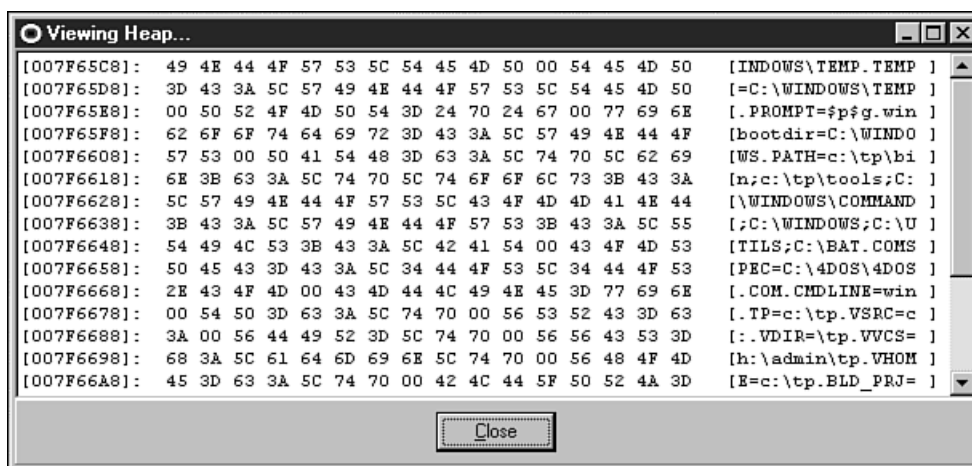 Viewing Heap...
[007F65C8]: 49 4E 44 4F 57 53 5C 54 45 4D 50 00 54 45 4D 50 [INDOWS\TEMP.TEMP ]
[007F65D8]: 3D 43 3A 5C 57 49 4E 44 4F 57 53 5C 54 45 4D 50 [=C:\WINDOWS\TEMP ]
[007F65E8]: 00 50 52 4F 4D 50 54 3D 24 70 24 67 00 77 69 6E [.PROMPT=$p$g.win ]
[007F65F8]: 62 6F 6F 74 64 69 72 3D 43 3A 5C 57 49 4E 44 4F [bootdir=C:\WINDO ]
[007F6608]: 57 53 00 50 41 54 48 3D 63 3A 5C 74 70 5C 62 69 [WS.PATH=c:\tp\bi ]
[007F6618]: 6E 3B 63 3A 5C 74 70 5C 74 6F 6F 6C 73 3B 43 3A [n;c:\tp\tools;C: ]
[007F6628]: 5C 57 49 4E 44 4F 57 53 5C 43 4F 4D 4D 41 4E 44 [\WINDOWS\COMMAND ]
[007F6638]: 3B 43 3A 5C 57 49 4E 44 4F 57 53 3B 43 3A 5C 55 [;C:\WINDOWS;C:\U ]
[007F6648]: 54 49 4C 53 3B 43 3A 5C 42 41 54 00 43 4F 4D 53 [TILS;C:\BAT.COMS ]
[007F6658]: 50 45 43 3D 43 3A 5C 34 44 4F 53 5C 34 44 4F 53 [PEC=C:\4DOS\4DOS ]
[007F6668]: 2E 43 4F 4D 00 43 4D 44 4C 49 4E 45 3D 77 69 6E [.COM.CMDLINE=win ]
[007F6678]: 00 54 50 3D 63 3A 5C 74 70 00 56 53 52 43 3D 63 [.TP=c:\tp.VSRC=c ]
[007F6688]: 3A 00 56 44 49 52 3D 5C 74 70 00 56 56 43 53 3D [:.VDIR=\tp.VVCS= ]
[007F6698]: 68 3A 5C 61 64 6D 69 6E 5C 74 70 00 56 48 4F 4D [h:\admin\tp.VHOM ]
[007F66A8]: 45 3D 63 3A 5C 74 70 00 42 4C 44 5F 50 52 4A 3D [E=c:\tp.BLD_PRJ= ]
Close